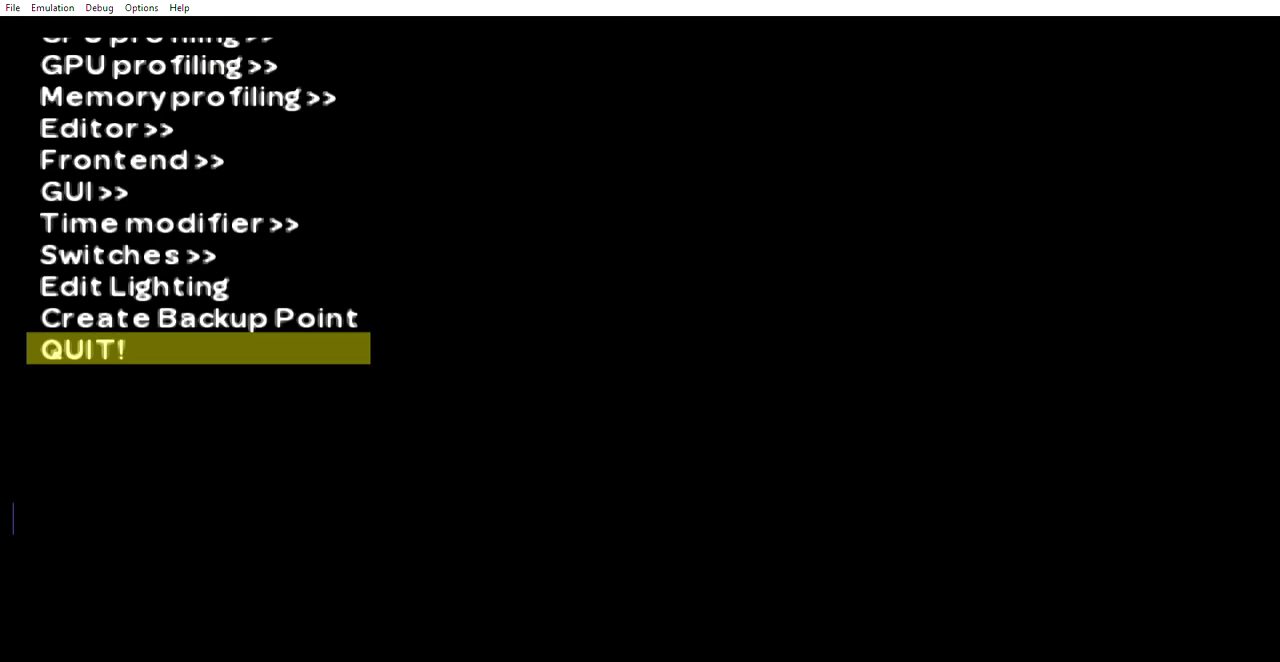 File Emulation Debug Options Help
GPU profiling >>
Memory profiling >>
Editor >>
Frontend >>
GUI >>
Time modifier >>
Switches >>
Edit Lighting
Create Backup Point
QUIT!